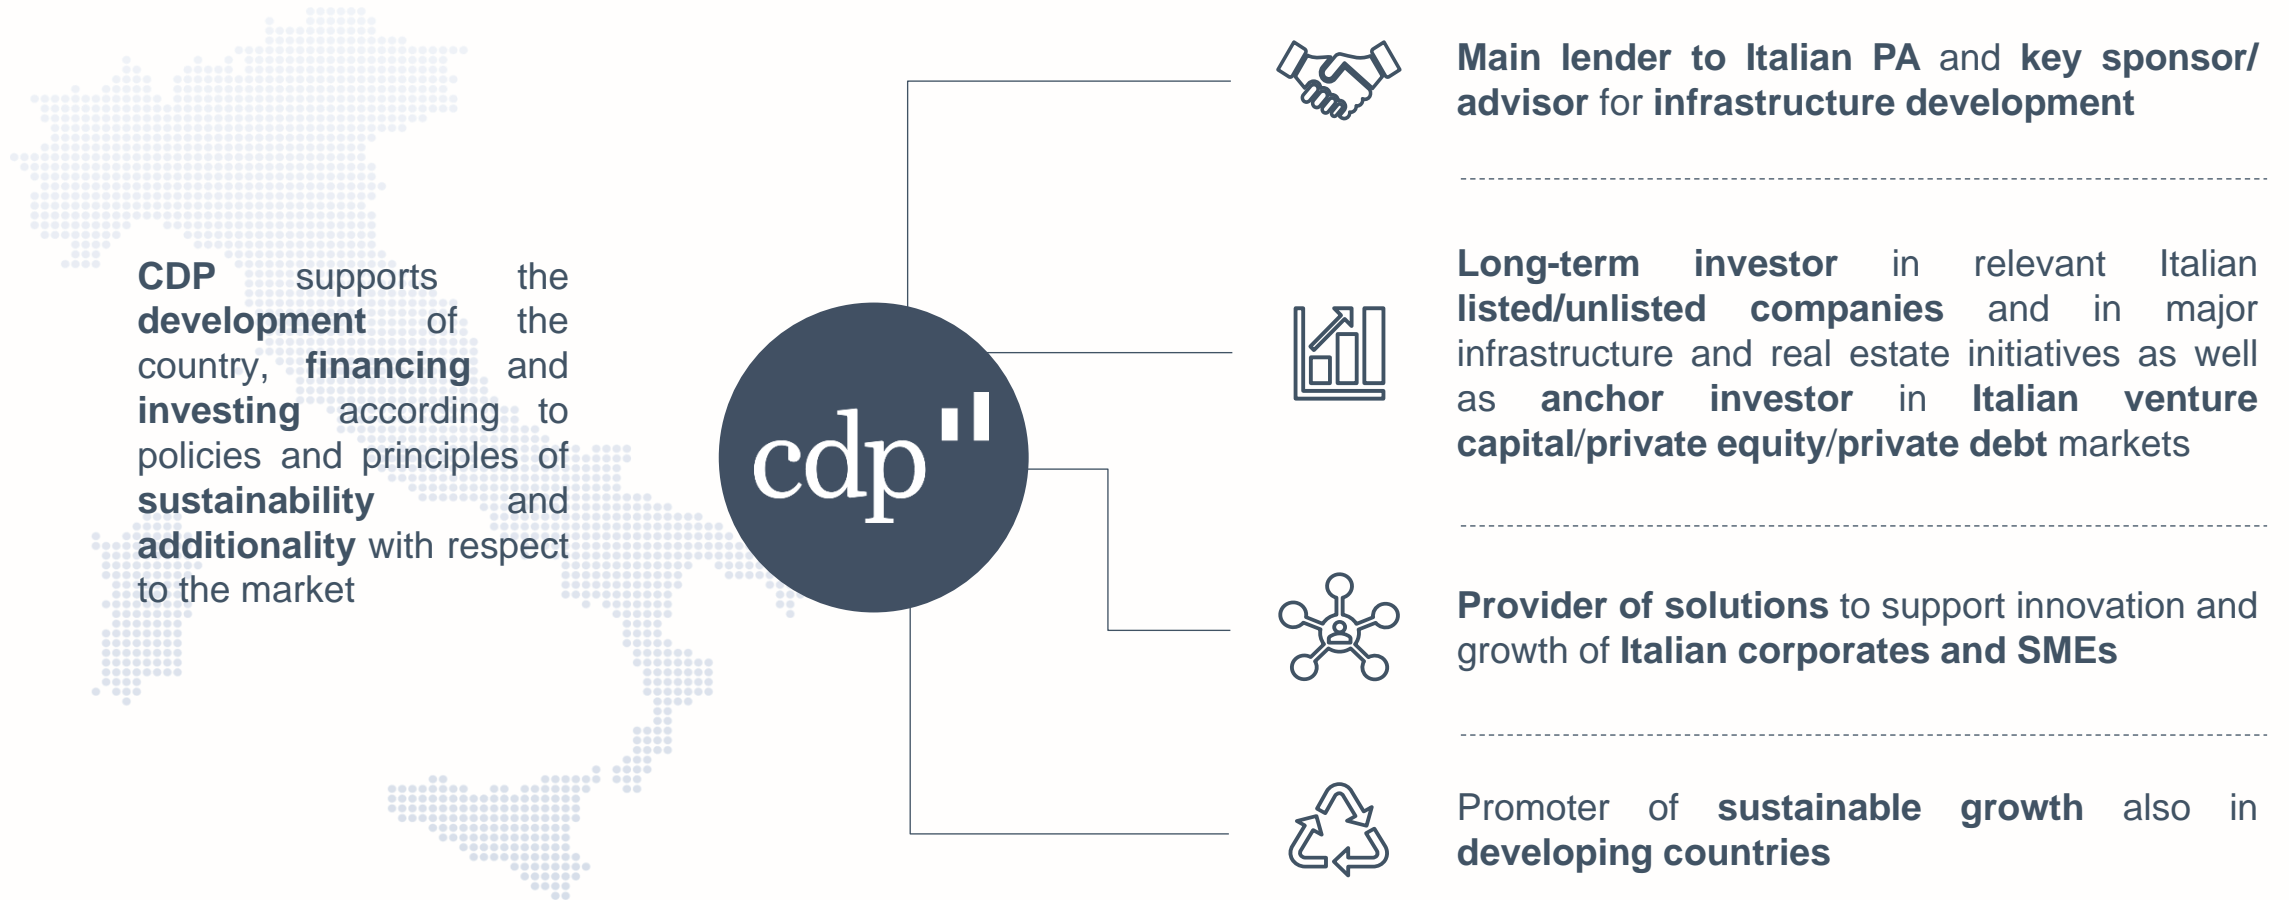 CDP supports the
development of the
country, financing and
investing according to
policies and principles of
sustainability and
additionality with respect
to the market
cdp
Main lender to Italian PA and key sponsor/
advisor for infrastructure development
Long-term investor in relevant Italian
listed/unlisted companies and in major
infrastructure and real estate initiatives as well
as anchor investor in Italian venture
capital/private equity/private debt markets
Provider of solutions to support innovation and
growth of Italian corporates and SMEs
Promoter of sustainable growth also in
developing countries